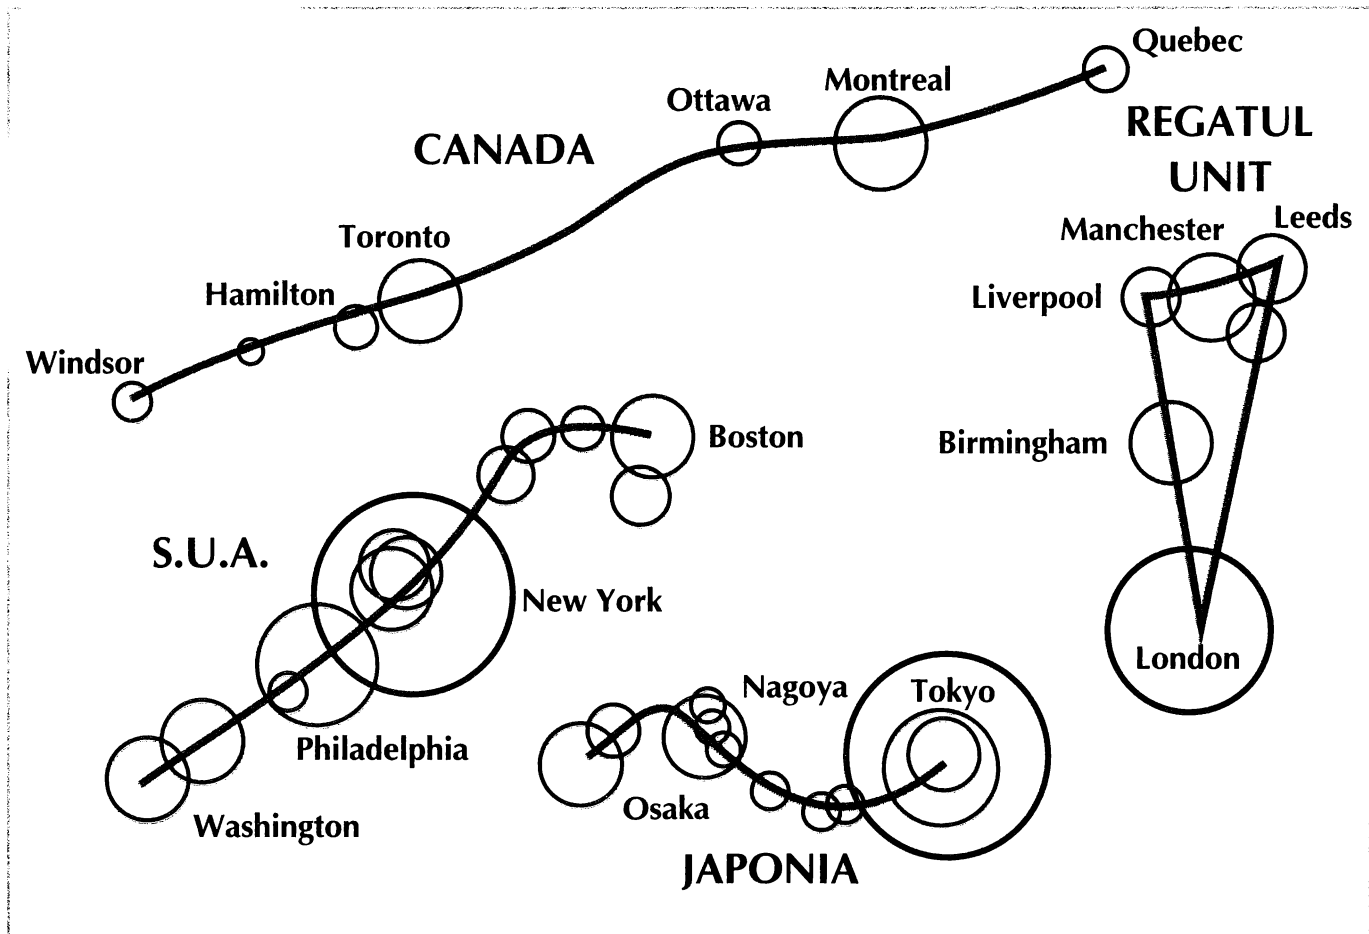 Quebec
Montreal
Ottawa
REGATUL
UNIT
CANADA
Leeds
Manchester
Toronto
Hamilton
Liverpool
Windsor
Boston
Birmingham
S.U.A.
New York
London
Nagoya
Tokyo
Philadelphia
Osaka
Washington
JAPONIA